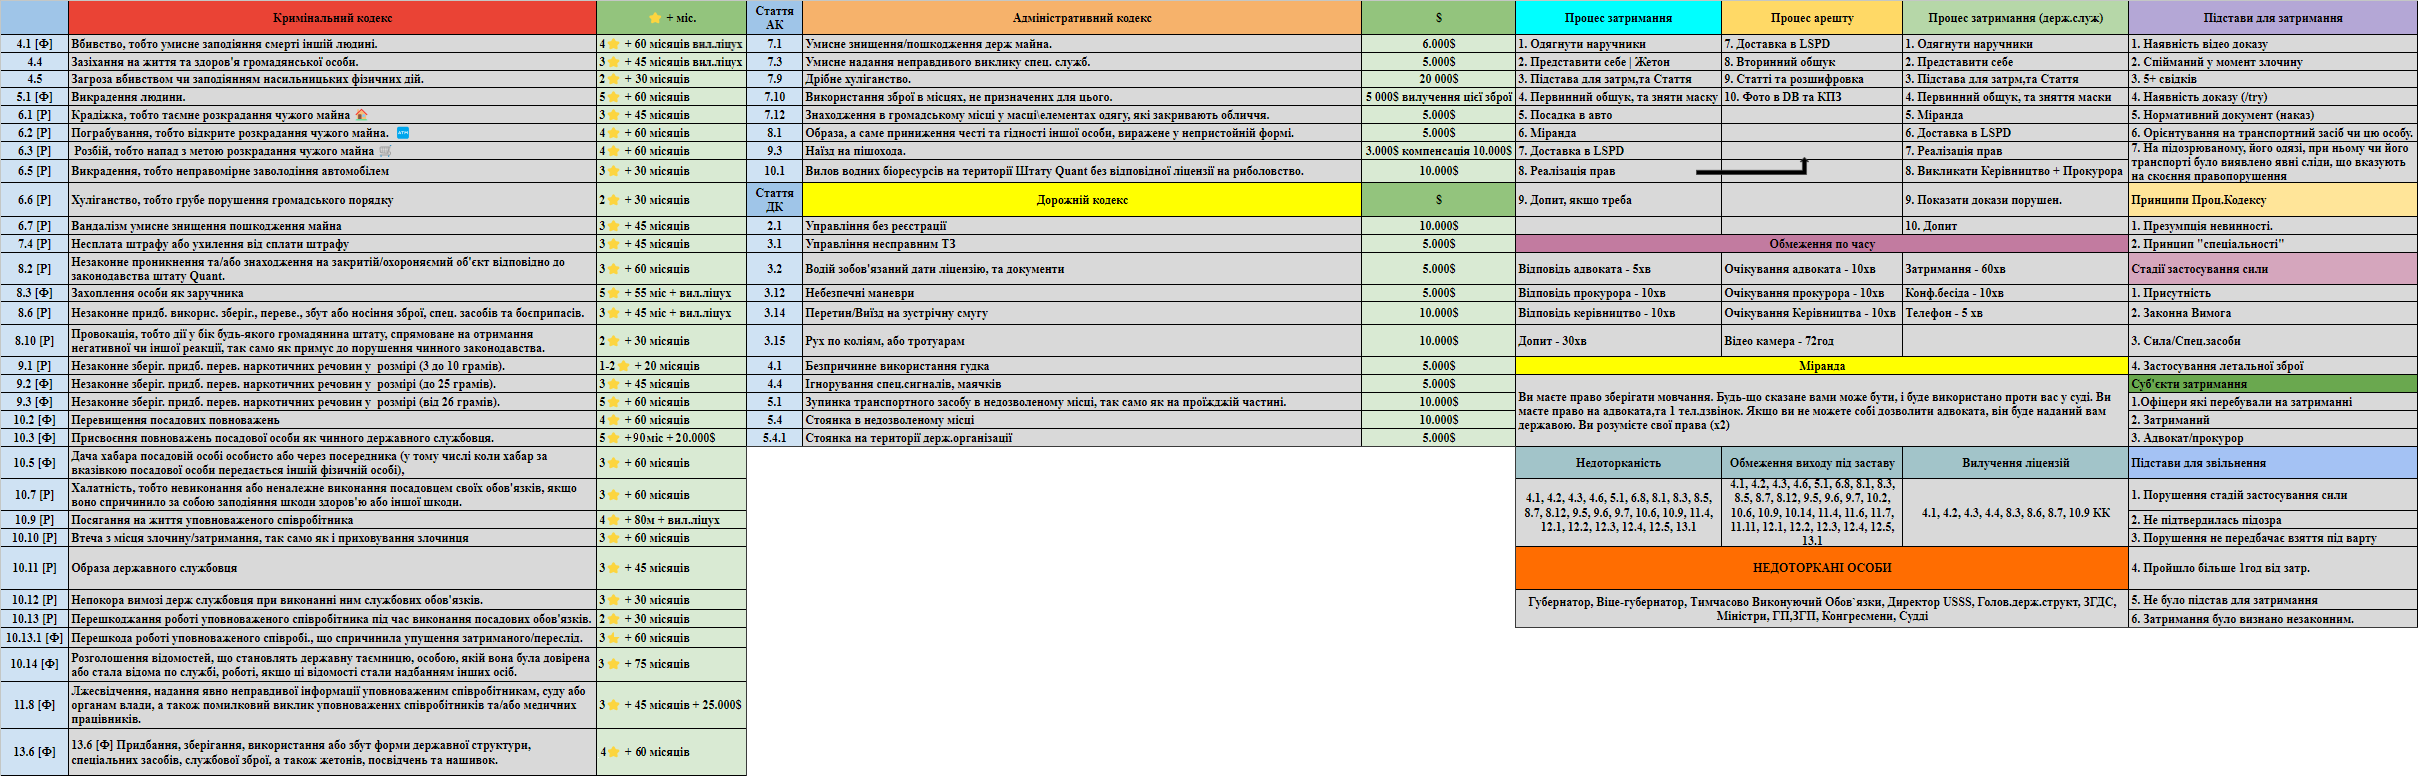 Кримінальний кодекс
⭐ + міс.
4.1 [Ф] Вбивство, тобто умисне заподіяння смерті іншій людині. 4⭐ + 60 місяців вил.ліцух
4.4 Зазіхання на життя та здоров'я громадянської особи. 3⭐ + 45 місяців вил.ліцух
4.5 Загроза вбивством чи заподіянням насильницьких фізичних дій. 2⭐ + 30 місяців
5.1 [Ф] Викрадення людини. 5⭐ + 60 місяців
6.1 [Р] Крадіжка, тобто таємне розкрадання чужого майна 🏠 3⭐ + 45 місяців
6.2 [Р] Пограбування, тобто відкрите розкрадання чужого майна. 🏧 4⭐ + 60 місяців
6.3 [Р] Розбій, тобто напад з метою розкрадання чужого майна 🛒 4⭐ + 60 місяців
6.5 [Р] Викрадення, тобто неправомірне заволодіння автомобілем 3⭐ + 30 місяців
6.6 [Р] Хуліганство, тобто грубе порушення громадського порядку 2⭐ + 30 місяців
6.7 [Р] Вандалізм умисне знищення пошкодження майна 3⭐ + 45 місяців
7.4 [Р] Несплата штрафу або ухилення від сплати штрафу 3⭐ + 45 місяців
8.2 [Р] Незаконне проникнення та/або знаходження на закритій/охороняємий об'єкт відповідно до
законодавства штату Quant. 3⭐ + 60 місяців
8.3 [Ф] Захоплення особи як заручника 5⭐ + 55 міс + вил.ліцух
8.6 [Р] Незаконне придб. викорис. зберіг., переве., збут або носіння зброї, спец. засобів та боєприпасів. 3⭐ + 45 міс + вил.ліцух
8.10 [Р] Провокація, тобто дії у бік будь-якого громадянина штату, спрямоване на отримання
негативної чи іншої реакції, так само як примус до порушення чинного законодавства. 2⭐ + 30 місяців
9.1 [Р] Незаконне зберіг. придб. перев. наркотичних речовин у розмірі (3 до 10 грамів). 1-2⭐ + 20 місяців
9.2 [Ф] Незаконне зберіг. придб. перев. наркотичних речовин у розмірі (до 25 грамів). 3⭐ + 45 місяців
9.3 [Ф] Незаконне зберіг. придб. перев. наркотичних речовин у розмірі (від 26 грамів). 5⭐ + 60 місяців
10.2 [Ф] Перевищення посадових повноважень 4⭐ + 60 місяців
10.3 [Ф] Присвоєння повноважень посадової особи як чинного державного службовця. 5⭐ +90міс + 20.000$
10.5 [Ф] Дача хабара посадовій особі особисто або через посередника (у тому числі коли хабар за
вказівкою посадової особи передається іншій фізичній особі), 3⭐ + 60 місяців
10.7 [Р] Халатність, тобто невиконання або неналежне виконання посадовцем своїх обов'язків, якщо
воно спричинило за собою заподіяння шкоди здоров'ю або іншої шкоди. 3⭐ + 60 місяців
10.9 [Р] Посягання на життя уповноваженого співробітника 4⭐ + 80м + вил.ліцух
10.10 [Р] Втеча з місця злочину/затримання, так само як і приховування злочинця 3⭐ + 60 місяців
10.11 [Р] Образа державного службовця 3⭐ + 45 місяців
10.12 [Р] Непокора вимозі держ службовця при виконанні ним службових обов'язків. 3⭐ + 30 місяців
10.13 [Р] Перешкоджання роботі уповноваженого співробітника під час виконання посадових обов'язків. 2⭐ + 30 місяців
10.13.1 [Ф] Перешкода роботі уповноваженого співробі., що спричинила упущення затриманого/переслід. 3⭐ + 60 місяців
10.14 [Ф] Розголошення відомостей, що становлять державну таємницю, особою, якій вона була довірена
або стала відома по службі, роботі, якщо ці відомості стали надбанням інших осіб. 3⭐ + 75 місяців
11.8 [Ф] Лжесвідчення, надання явно неправдивої інформації уповноваженим співробітникам, суду або
органам влади, а також помилковий виклик уповноважених співробітників та/або медичних
працівників. 3⭐ + 45 місяців + 25.000$
13.6 [Ф] 13.6 [Ф] Придбання, зберігання, використання або збут форми державної структури,
спеціальних засобів, службової зброї, а також жетонів, посвідчень та нашивок. 4⭐ + 60 місяців
Стаття
АК
Адміністративний кодекс
$
7.1 Умисне знищення/пошкодження держ майна. 6.000$
7.3 Умисне надання неправдивого виклику спец. служб. 5.000$
7.9 Дрібне хуліганство. 20 000$
7.10 Використання зброї в місцях, не призначених для цього. 5 000$ вилучення цієї зброї
7.12 Знаходження в громадському місці у масці\елементах одягу, які закривають обличчя. 5.000$
8.1 Образа, а саме приниження честі та гідності іншої особи, виражене у непристойній формі. 5.000$
9.3 Наїзд на пішохода. 3.000$ компенсація 10.000$
10.1 Вилов водних біоресурсів на території Штату Quant без відповідної ліцензії на риболовство. 10.000$
Стаття
ДК
Дорожній кодекс
$
2.1 Управління без реєстрації 10.000$
3.1 Управління несправним ТЗ 5.000$
3.2 Водій зобов'язаний дати ліцензію, та документи 5.000$
3.12 Небезпечні маневри 5.000$
3.14 Перетин/Виїзд на зустрічну смугу 10.000$
3.15 Рух по коліям, або тротуарам 10.000$
4.1 Безпричинне використання гудка 5.000$
4.4 Ігнорування спец.сигналів, маячків 5.000$
5.1 Зупинка транспортного засобу в недозволеному місці, так само як на проїжджій частині. 10.000$
5.4 Стоянка в недозволеному місці 10.000$
5.4.1 Стоянка на території держ.організації 5.000$
Процес затримання
1. Одягнути наручники
2. Представити себе | Жетон
3. Підстава для затрм,та Стаття
4. Первинний обшук, та зняти маску
5. Посадка в авто
6. Міранда
7. Доставка в LSPD
8. Реалізація прав
9. Допит, якщо треба
Процес арешту
7. Доставка в LSPD
8. Вторинний обшук
9. Статті та розшифровка
10. Фото в DB та КПЗ
Процес затримання (держ.служ)
1. Одягнути наручники
2. Представити себе
3. Підстава для затрм,та Стаття
4. Первинний обшук, та зняття маски
5. Міранда
6. Доставка в LSPD
7. Реалізація прав
8. Викликати Керівництво + Прокурора
9. Показати докази порушен.
10. Допит
Обмеження по часу
Відповідь адвоката - 5хв Очікування адвоката - 10хв Затримання - 60хв
Відповідь прокурора - 10хв Очікування прокурора - 10хв Конф.бесіда - 10хв
Відповідь керівництво - 10хв Очікування Керівництва - 10хв Телефон - 5 хв
Допит - 30хв Відео камера - 72год
Міранда
Ви маєте право зберігати мовчання. Будь-що сказане вами може бути, і буде використано проти вас у суді. Ви
маєте право на адвоката,та 1 тел.дзвінок. Якщо ви не можете собі дозволити адвоката, він буде наданий вам
державою. Ви розумієте свої права (х2)
Недоторканість
4.1, 4.2, 4.3, 4.6, 5.1, 6.8, 8.1, 8.3, 8.5,
8.7, 8.12, 9.5, 9.6, 9.7, 10.6, 10.9, 11.4,
12.1, 12.2, 12.3, 12.4, 12.5, 13.1
Обмеження виходу під заставу
4.1, 4.2, 4.3, 4.6, 5.1, 6.8, 8.1, 8.3,
8.5, 8.7, 8.12, 9.5, 9.6, 9.7, 10.2,
10.6, 10.9, 10.14, 11.4, 11.6, 11.7,
11.11, 12.1, 12.2, 12.3, 12.4, 12.5,
13.1
Вилучення ліцензій
4.1, 4.2, 4.3, 4.4, 8.3, 8.6, 8.7, 10.9 КК
НЕДОТОРКАНІ ОСОБИ
Губернатор, Віце-губернатор, Тимчасово Виконуючий Обов`язки, Директор USSS, Голов.держ.структ, ЗГДС,
Міністри, ГП,ЗГП, Конгресмени, Судді
Підстави для затримання
1. Наявність відео доказу
2. Спійманий у момент злочину
3. 5+ свідків
4. Наявність доказу (/try)
5. Нормативний документ (наказ)
6. Орієнтування на транспортний засіб чи цю особу.
7. На підозрюваному, його одязі, при ньому чи його
транспорті було виявлено явні сліди, що вказують
на скоєння правопорушення
Принципи Проц.Кодексу
1. Презумпція невинності.
2. Принцип "спеціальності"
Стадії застосування сили
1. Присутність
2. Законна Вимога
3. Сила/Спец.засоби
4. Застосування летальної зброї
Суб'єкти затримання
1.Офіцери які перебували на затриманні
2. Затриманий
3. Адвокат/прокурор
Підстави для звільнення
1. Порушення стадій застосування сили
2. Не підтвердилась підозра
3. Порушення не передбачає взяття під варту
4. Пройшло більше 1год від затр.
5. Не було підстав для затримання
6. Затримання було визнано незаконним.